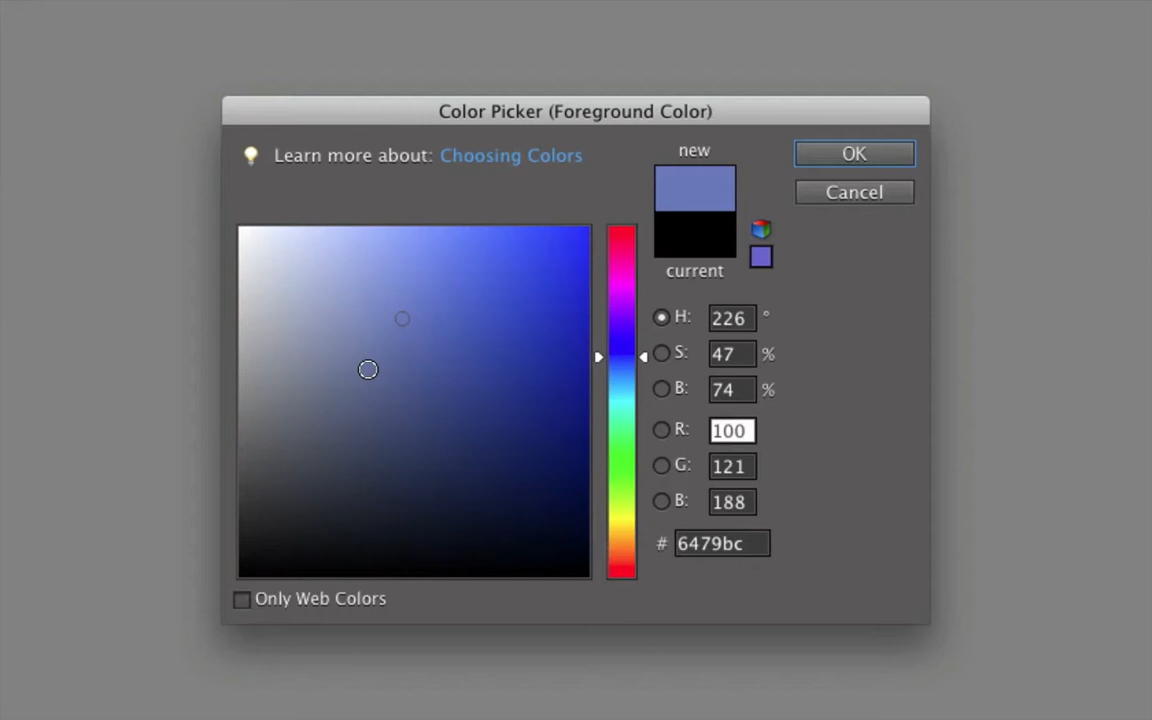 Color Picker (Foreground Color)
Learn more about: Choosing Colors
new
current
OK
Cancel
H: 226 °
S: 47 %
B: 74 %
R: 100
G: 121
B: 188
# 6479bc
Only Web Colors